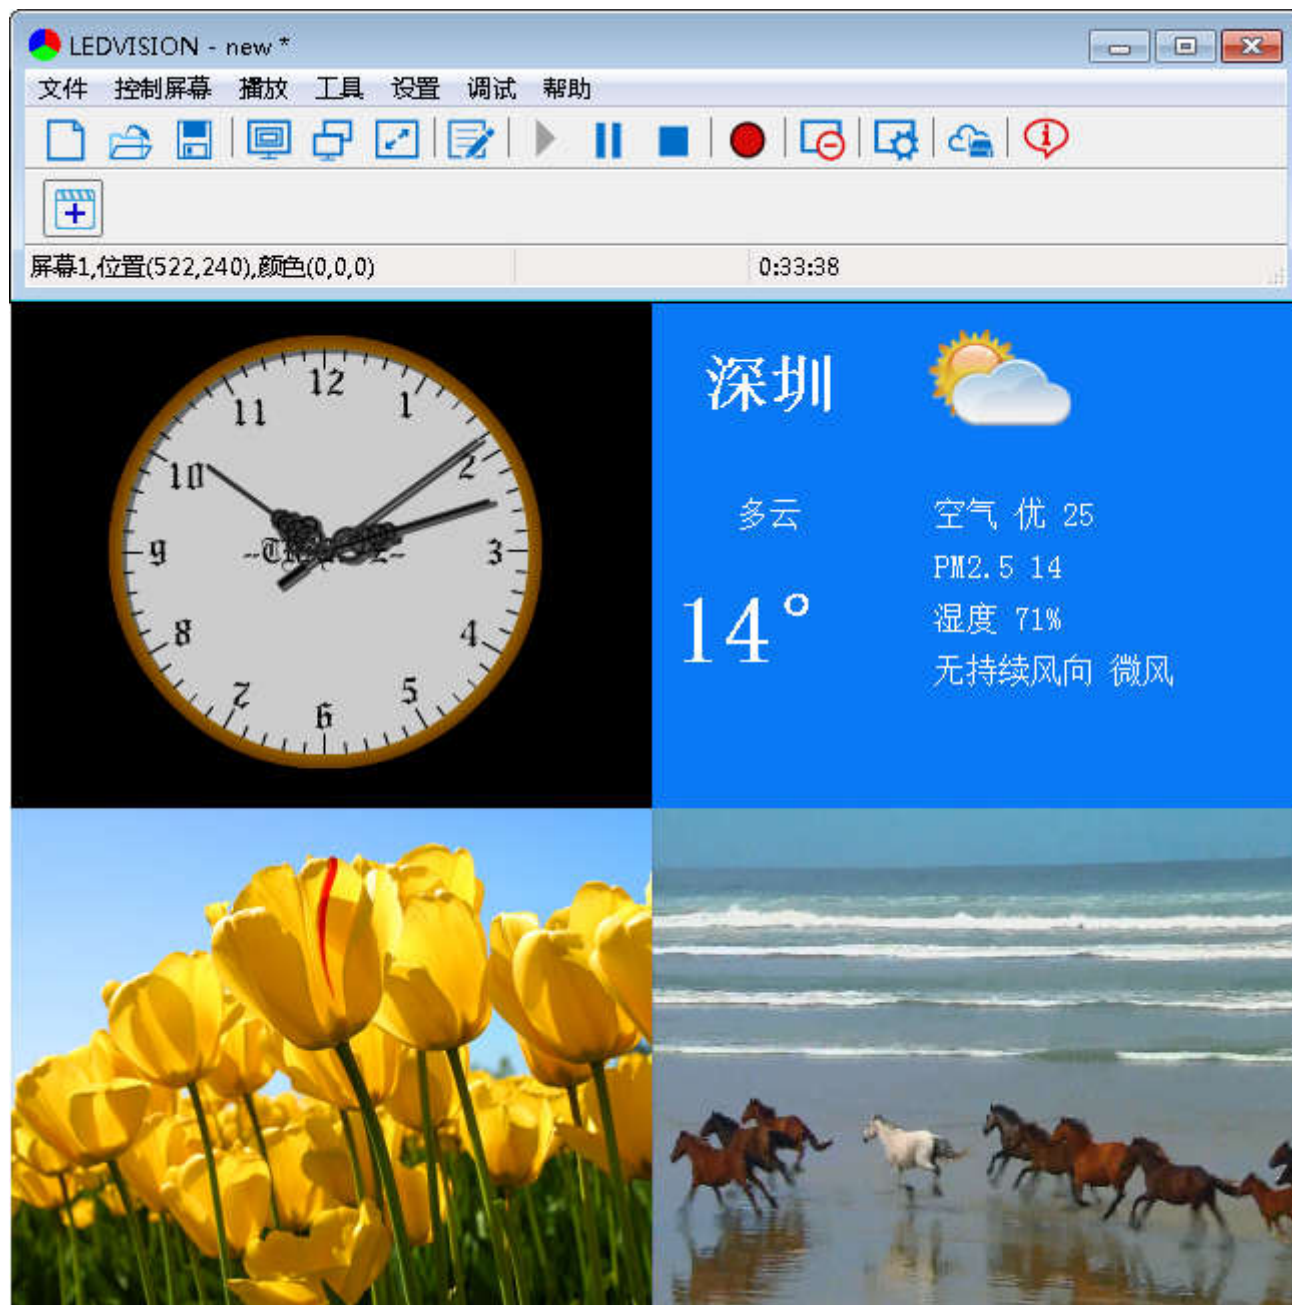 LEDVISION - new *
文件 控制屏幕 播放 工具 设置 调试 帮助
屏幕1,位置(522,240),颜色(0,0,0) 0:33:38
12
1
2
3
4
5
6
7
8
9
10
11
深圳
多云
14°
空气 优 25
PM2.5 14
湿度 71%
无持续风向 微风